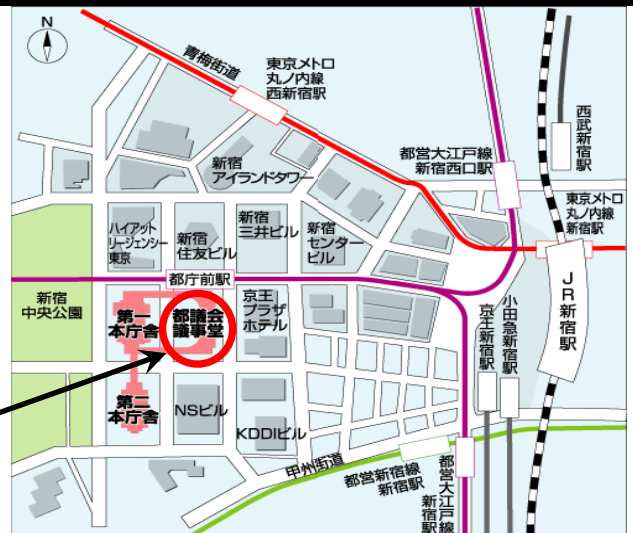 N
青梅街道
東京メトロ
丸ノ内線
西新宿駅
西武新宿駅
都営大江戸線
新宿西口駅
新宿
アイランドタワー
東京メトロ
丸ノ内線
新宿駅
ハイアット
リージェンシー
東京
新宿
住友ビル
新宿
三井ビル
新宿
センター
ビル
都庁前駅
JR新宿駅
新宿
中央公園
第一
本庁舎
都議会
議事堂
京王
プラザ
ホテル
小田急新宿駅
京王新宿駅
第二
本庁舎
NSビル
KDDIビル
甲州街道
都営新宿線
新宿駅
都営大江戸線
新宿駅